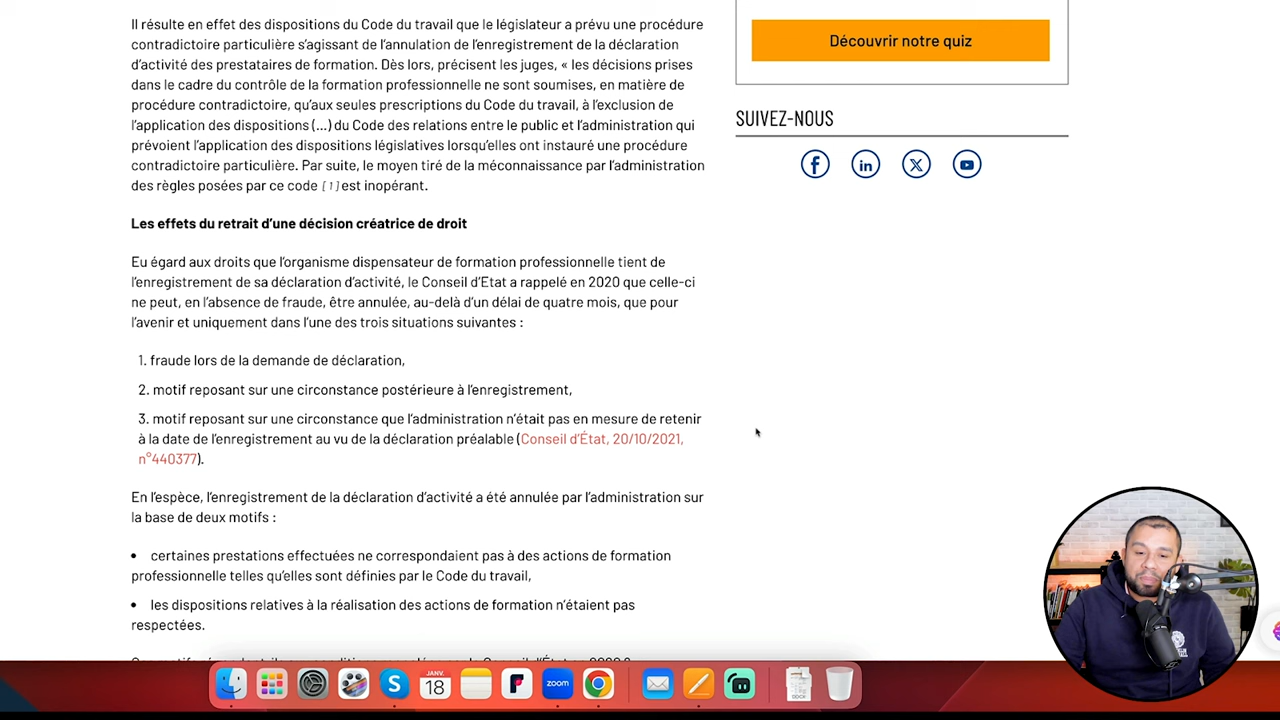 Il résulte en effet des dispositions du Code du travail que le législateur a prévu une procédure
contradictoire particulière s'agissant de l'annulation de l'enregistrement de la déclaration
d'activité des prestataires de formation. Dès lors, précisent les juges, « les décisions prises
dans le cadre du contrôle de la formation professionnelle ne sont soumises, en matière de
procédure contradictoire, qu'aux seules prescriptions du Code du travail, à l'exclusion de
l'application des dispositions (...) du Code des relations entre le public et l'administration qui
prévoient l'application des dispositions législatives lorsqu'elles ont instauré une procédure
contradictoire particulière. Par suite, le moyen tiré de la méconnaissance par l'administration
des règles posées par ce code [1] est inopérant.
Les effets du retrait d'une décision créatrice de droit
Eu égard aux droits que l'organisme dispensateur de formation professionnelle tient de
l'enregistrement de sa déclaration d'activité, le Conseil d'Etat a rappelé en 2020 que celle-ci
ne peut, en l'absence de fraude, être annulée, au-delà d'un délai de quatre mois, que pour
l'avenir et uniquement dans l'une des trois situations suivantes :
1. fraude lors de la demande de déclaration,
2. motif reposant sur une circonstance postérieure à l'enregistrement,
3. motif reposant sur une circonstance que l'administration n'était pas en mesure de retenir
à la date de l'enregistrement au vu de la déclaration préalable (Conseil d'État, 20/10/2021,
n°440377).
En l'espèce, l'enregistrement de la déclaration d'activité a été annulée par l'administration sur
la base de deux motifs :
• certaines prestations effectuées ne correspondaient pas à des actions de formation
professionnelle telles qu'elles sont définies par le Code du travail,
• les dispositions relatives à la réalisation des actions de formation n'étaient pas
respectées.
Découvrir notre quiz
SUIVEZ-NOUS
JANV.
18
zoom
DOCX